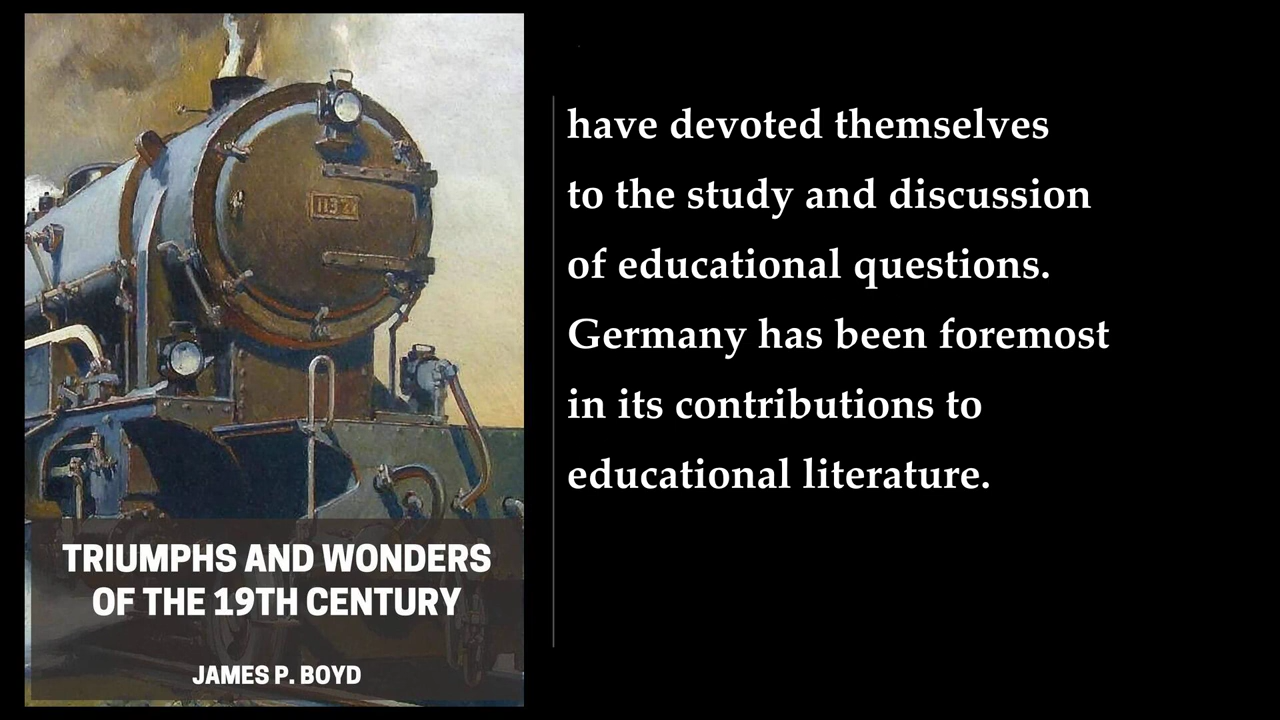 TRIUMPHS AND WONDERS
OF THE 19TH CENTURY
JAMES P. BOYD
have devoted themselves
to the study and discussion
of educational questions.
Germany has been foremost
in its contributions to
educational literature.